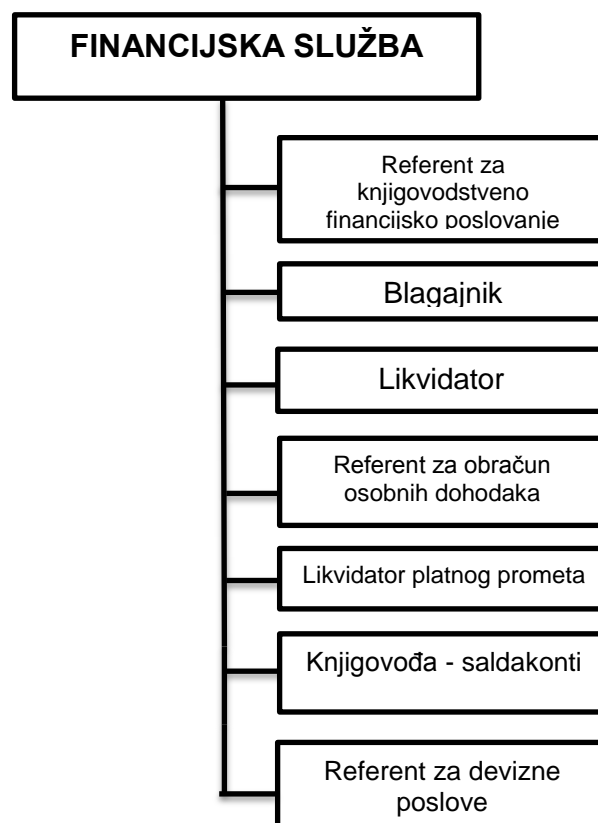 FINANCIJSKA SLUŽBA
Referent za
knjigovodstveno
financijsko poslovanje
Blagajnik
Likvidator
Referent za obračun
osobnih dohodaka
Likvidator platnog prometa
Knjigovođa - saldakonti
Referent za devizne
poslove